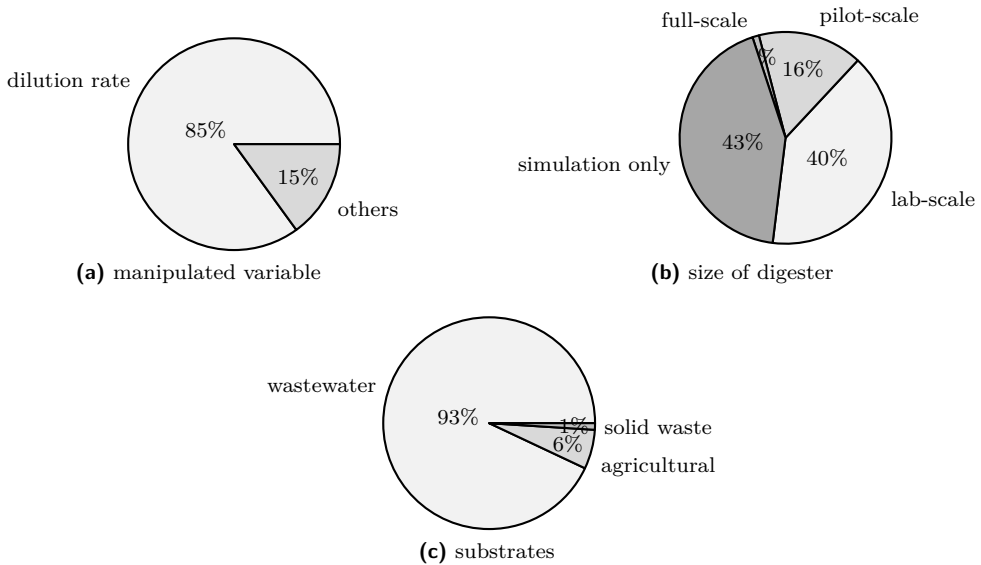 dilution rate
85%
15%
others
(a) manipulated variable
full-scale
pilot-scale
%
16%
43%
40%
simulation only
lab-scale
(b) size of digester
wastewater
93%
1%
solid waste
6%
agricultural
(c) substrates